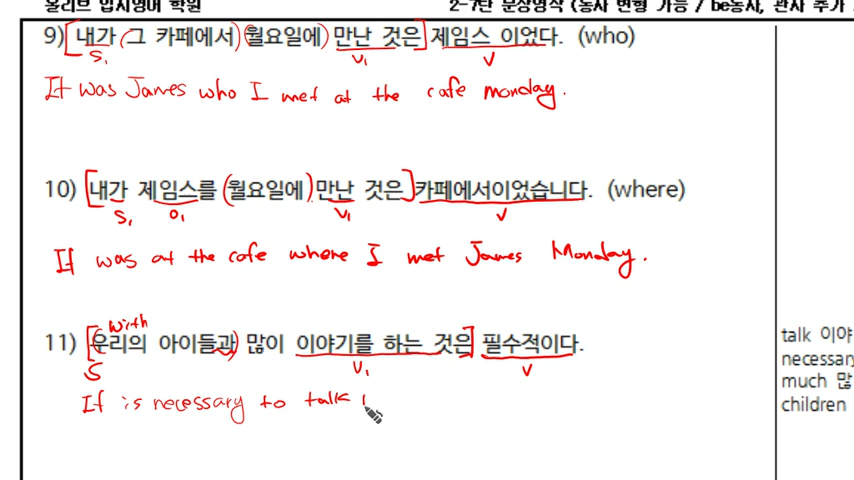 올리브 입시영어 학원 2-7단 문장영작 (동사 변형 가능 / be동사, 관사 추가
9) [내가 (그 카페에서) (월요일에) 만난 것은] 제임스 이었다. (who)
S₁ V₁ V
It was James who I met at the cafe monday.
10) [내가 제임스를 (월요일에) 만난 것은] 카페에서이었습니다. (where)
S₁ O₁ V₁ V
It was at the cafe where I met James Monday.
with
11) [(우리의 아이들과) 많이 이야기를 하는 것은] 필수적이다.
S V₁ V
It is necessary to talk
talk 이야
necessary
much 많
children